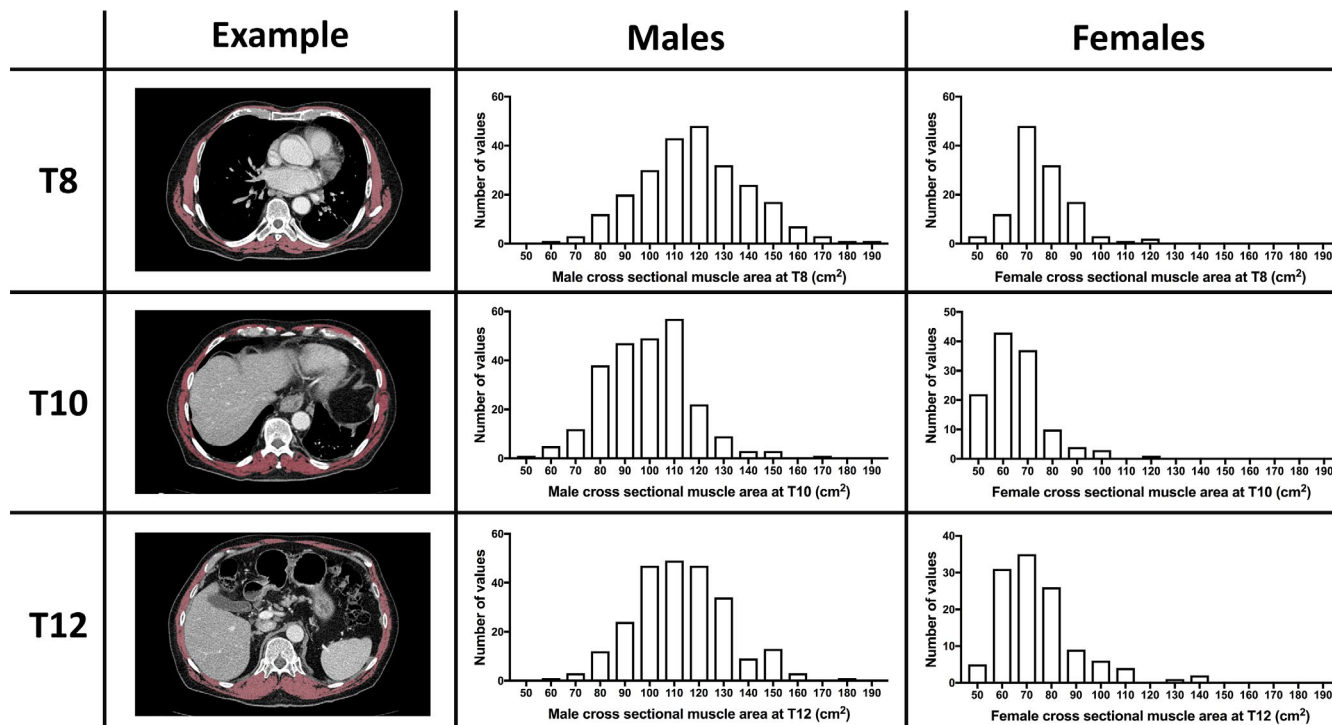 Example Males Females
T8
Number of values
60
40
20
0
50 60 70 80 90 100 110 120 130 140 150 160 170 180 190
Male cross sectional muscle area at T8 (cm²)
Number of values
60
40
20
0
50 60 70 80 90 100 110 120 130 140 150 160 170 180 190
Female cross sectional muscle area at T8 (cm²)
T10
Number of values
60
40
20
0
50 60 70 80 90 100 110 120 130 140 150 160 170 180 190
Male cross sectional muscle area at T10 (cm²)
Number of values
50
40
30
20
10
0
50 60 70 80 90 100 110 120 130 140 150 160 170 180 190
Female cross sectional muscle area at T10 (cm²)
T12
Number of values
60
40
20
0
50 60 70 80 90 100 110 120 130 140 150 160 170 180 190
Male cross sectional muscle area at T12 (cm²)
Number of values
40
30
20
10
0
50 60 70 80 90 100 110 120 130 140 150 160 170 180 190
Female cross sectional muscle area at T12 (cm²)